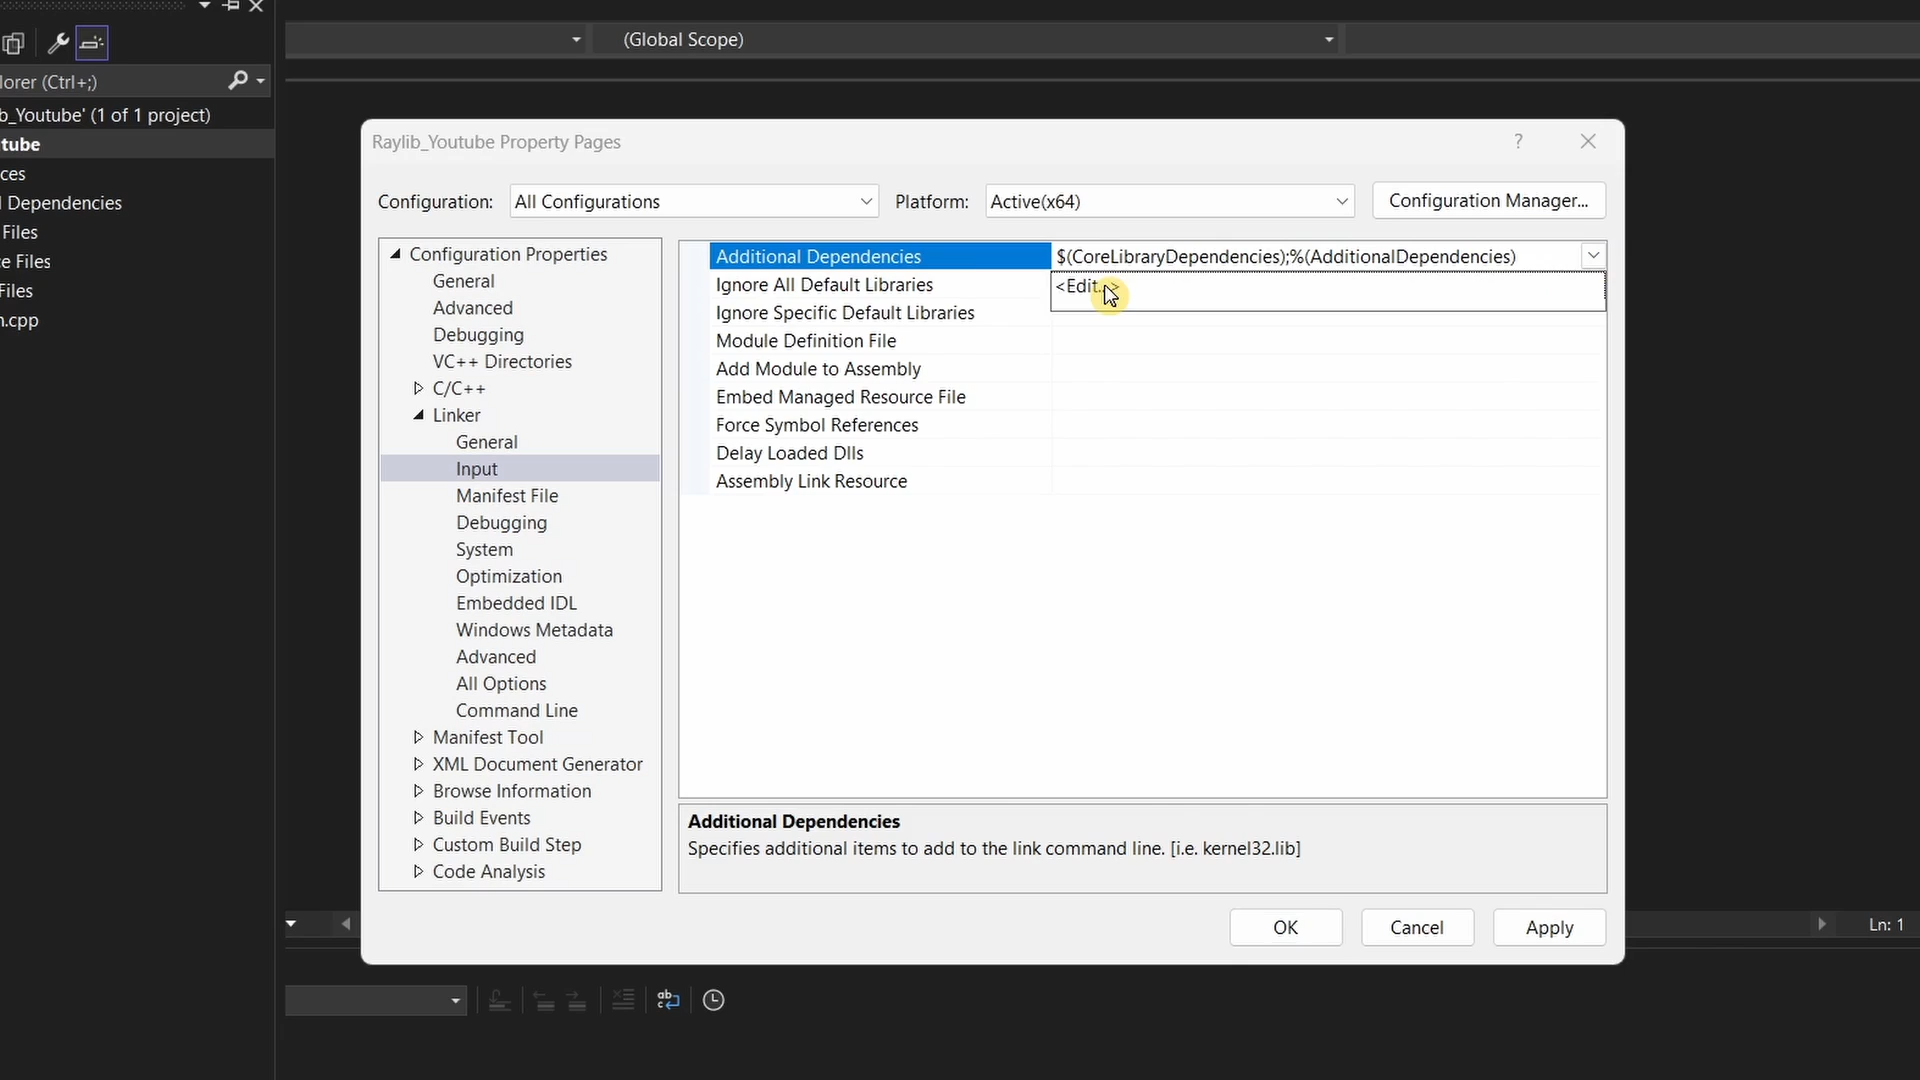 (Global Scope)
lorer (Ctrl+;)
b_Youtube' (1 of 1 project)
tube
ces
l Dependencies
Files
e Files
Files
n.cpp
Raylib_Youtube Property Pages
?
Configuration:
All Configurations
Platform:
Active(x64)
Configuration Manager...
Configuration Properties
General
Advanced
Debugging
VC++ Directories
C/C++
Linker
General
Input
Manifest File
Debugging
System
Optimization
Embedded IDL
Windows Metadata
Advanced
All Options
Command Line
Manifest Tool
XML Document Generator
Browse Information
Build Events
Custom Build Step
Code Analysis
Additional Dependencies
$(CoreLibraryDependencies);%(AdditionalDependencies)
<Edit...>
Ignore All Default Libraries
Ignore Specific Default Libraries
Module Definition File
Add Module to Assembly
Embed Managed Resource File
Force Symbol References
Delay Loaded Dlls
Assembly Link Resource
Additional Dependencies
Specifies additional items to add to the link command line. [i.e. kernel32.lib]
OK
Cancel
Apply
Ln: 1